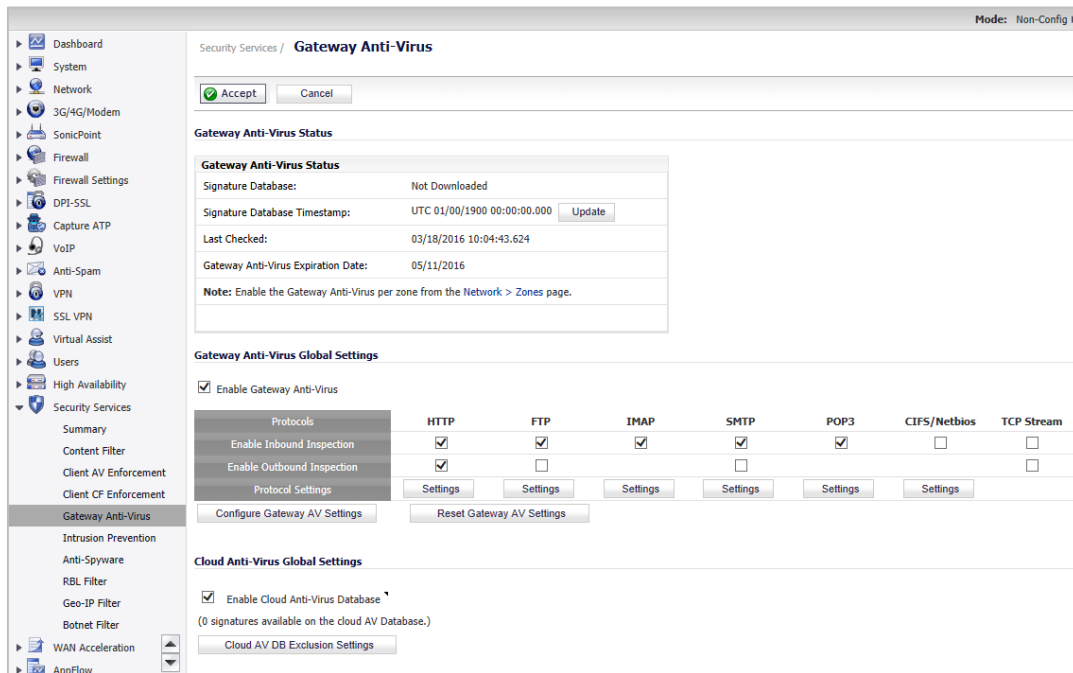 Mode: Non-Config
Security Services / Gateway Anti-Virus
Accept Cancel
Dashboard
System
Network
3G/4G/Modem
SonicPoint
Firewall
Firewall Settings
DPI-SSL
Capture ATP
VoIP
Anti-Spam
VPN
SSL VPN
Virtual Assist
Users
High Availability
Security Services
Summary
Content Filter
Client AV Enforcement
Client CF Enforcement
Gateway Anti-Virus
Intrusion Prevention
Anti-Spyware
RBL Filter
Geo-IP Filter
Botnet Filter
WAN Acceleration
AppFlow
Gateway Anti-Virus Status
Gateway Anti-Virus Status
Signature Database: Not Downloaded
Signature Database Timestamp: UTC 01/00/1900 00:00:00.000 Update
Last Checked: 03/18/2016 10:04:43.624
Gateway Anti-Virus Expiration Date: 05/11/2016
Note: Enable the Gateway Anti-Virus per zone from the Network > Zones page.
Gateway Anti-Virus Global Settings
Enable Gateway Anti-Virus
Protocols HTTP FTP IMAP SMTP POP3 CIFS/Netbios TCP Stream
Enable Inbound Inspection
Enable Outbound Inspection
Protocol Settings Settings Settings Settings Settings Settings Settings
Configure Gateway AV Settings Reset Gateway AV Settings
Cloud Anti-Virus Global Settings
Enable Cloud Anti-Virus Database
(0 signatures available on the cloud AV Database.)
Cloud AV DB Exclusion Settings